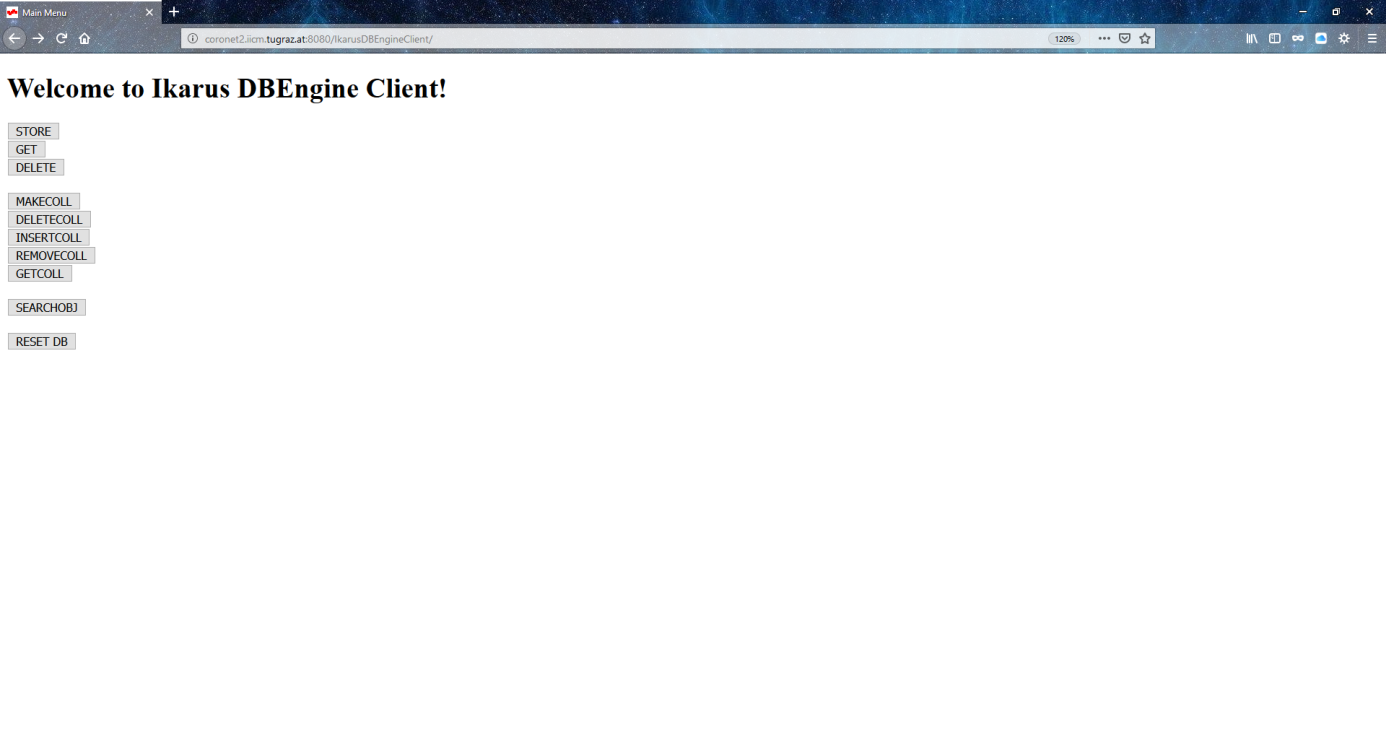 Main Menu
coronet2.iicm.tugraz.at:8080/IkarusDBEngineClient/
120%
Welcome to Ikarus DBEngine Client!
STORE
GET
DELETE
MAKECOLL
DELETECOLL
INSERTCOLL
REMOVECOLL
GETCOLL
SEARCHOBJ
RESET DB